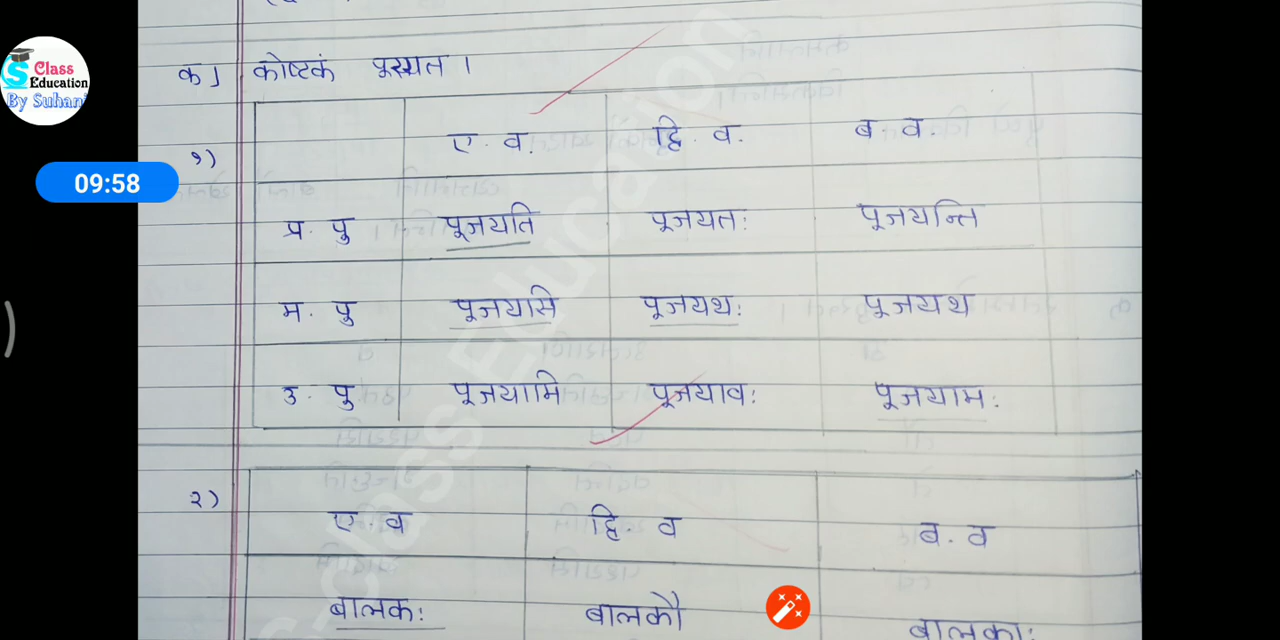 S Class
Education
By Suhani
09:58
क) कोष्टकं पूरयत ।
१)
ए. व. द्वि. व. ब. व.
प्र. पु पूजयति पूजयतः पूजयन्ति
म. पु पूजयसि पूजयथः पूजयथ
उ. पु पूजयामि पूजयावः पूजयामः
२)
ए. व द्वि. व ब. व
बालकः बालकौ बालकाः